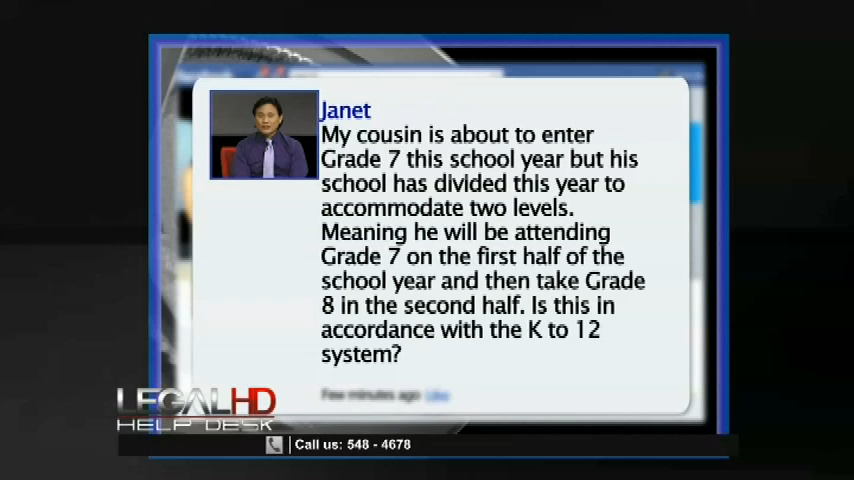 Janet
My cousin is about to enter
Grade 7 this school year but his
school has divided this year to
accommodate two levels.
Meaning he will be attending
Grade 7 on the first half of the
school year and then take Grade
8 in the second half. Is this in
accordance with the K to 12
system?
Few minutes ago Like
LEGALHD
HELP DESK
Call us: 548 - 4678